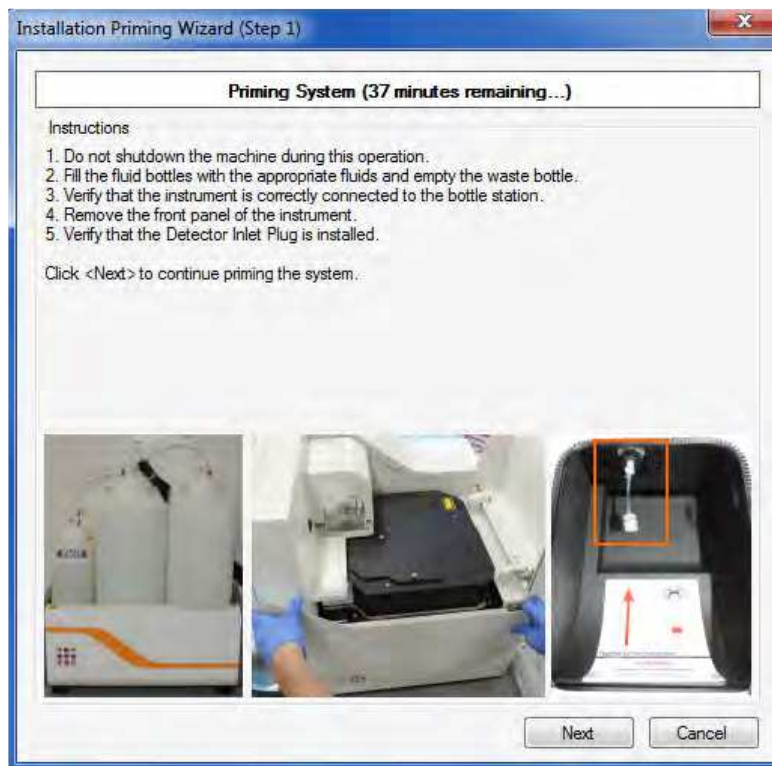 Installation Priming Wizard (Step 1)
Priming System (37 minutes remaining...)
Instructions
1. Do not shutdown the machine during this operation.
2. Fill the fluid bottles with the appropriate fluids and empty the waste bottle.
3. Verify that the instrument is correctly connected to the bottle station.
4. Remove the front panel of the instrument.
5. Verify that the Detector Inlet Plug is installed.
Click <Next> to continue priming the system.
Next
Cancel